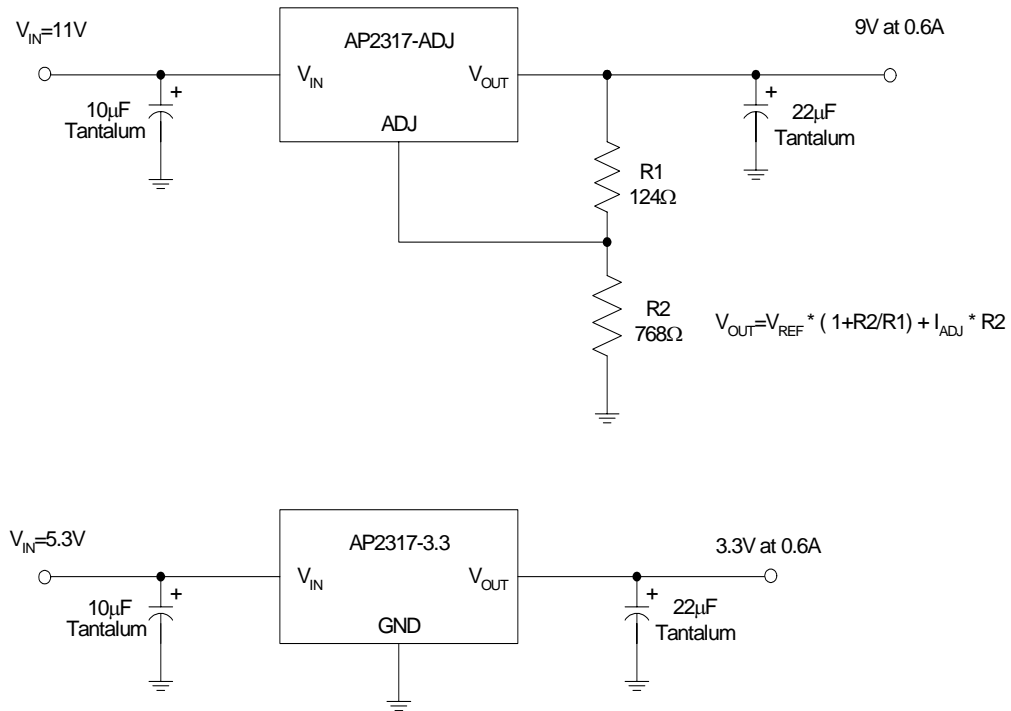 V_IN=11V
AP2317-ADJ
9V at 0.6A
V_IN
V_OUT
ADJ
+
10μF
Tantalum
+
22μF
Tantalum
R1
124Ω
R2
768Ω
V_OUT=V_REF * ( 1+R2/R1) + I_ADJ * R2
V_IN=5.3V
AP2317-3.3
3.3V at 0.6A
V_IN
V_OUT
GND
+
10μF
Tantalum
+
22μF
Tantalum